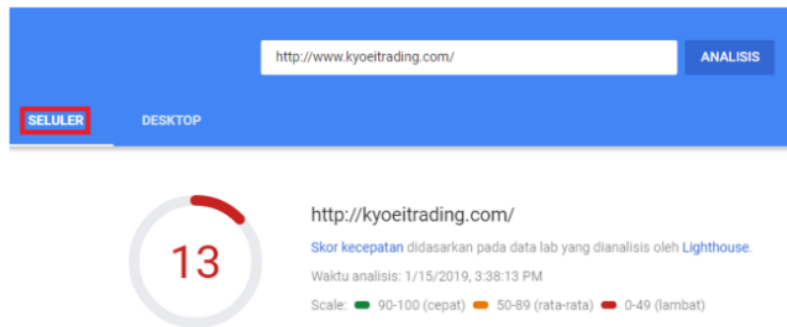 http://www.kyoeitrading.com/
ANALISIS
SELULER
DESKTOP
13
http://kyoeitrading.com/
Skor kecepatan didasarkan pada data lab yang dianalisis oleh Lighthouse.
Waktu analisis: 1/15/2019, 3:38:13 PM
Scale: 90-100 (cepat) 50-89 (rata-rata) 0-49 (lambat)